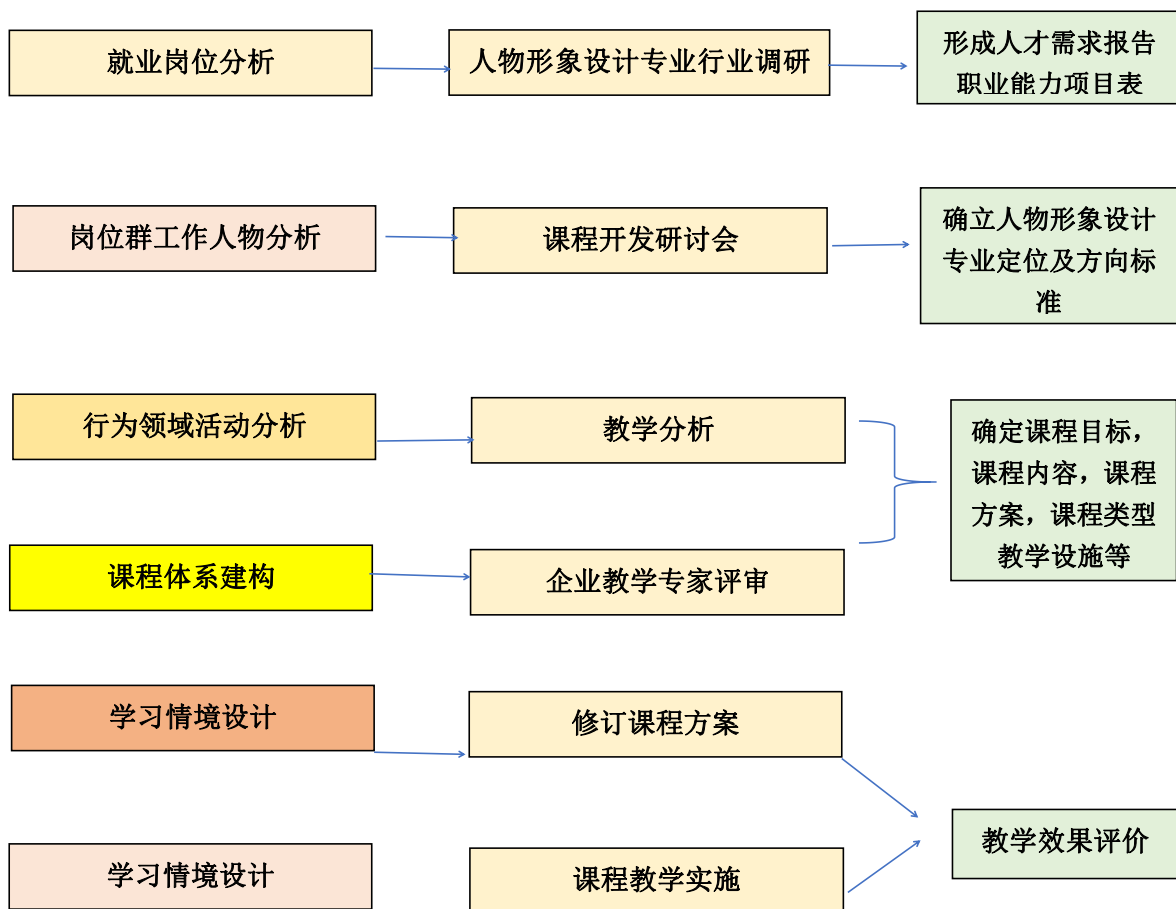 就业岗位分析
人物形象设计专业行业调研
形成人才需求报告
职业能力项目表
岗位群工作人物分析
课程开发研讨会
确立人物形象设计
专业定位及方向标
准
行为领域活动分析
教学分析
确定课程目标，
课程内容，课程
方案，课程类型
教学设施等
课程体系建构
企业教学专家评审
学习情境设计
修订课程方案
教学效果评价
学习情境设计
课程教学实施